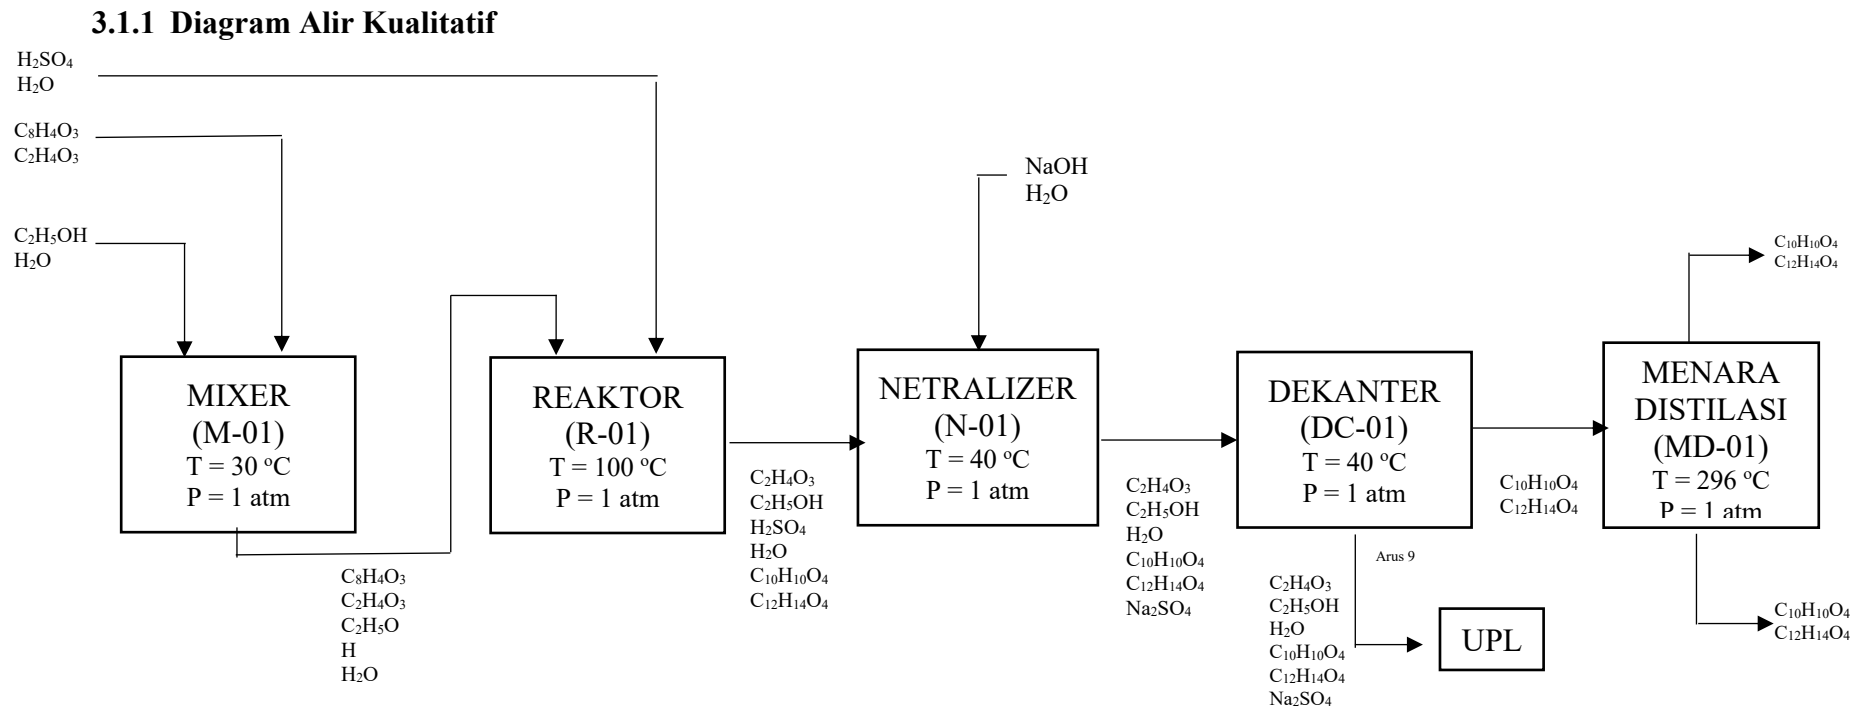 3.1.1 Diagram Alir Kualitatif
H₂SO₄
H₂O
C₈H₄O₃
C₂H₄O₃
C₂H₅OH
H₂O
NaOH
H₂O
C₁₀H₁₀O₄
C₁₂H₁₄O₄
MIXER
(M-01)
T = 30 ºC
P = 1 atm
REAKTOR
(R-01)
T = 100 ºC
P = 1 atm
NETRALIZER
(N-01)
T = 40 ºC
P = 1 atm
DEKANTER
(DC-01)
T = 40 ºC
P = 1 atm
MENARA
DISTILASI
(MD-01)
T = 296 ºC
P = 1 atm
C₈H₄O₃
C₂H₄O₃
C₂H₅O
H
H₂O
C₂H₄O₃
C₂H₅OH
H₂SO₄
H₂O
C₁₀H₁₀O₄
C₁₂H₁₄O₄
C₂H₄O₃
C₂H₅OH
H₂O
C₁₀H₁₀O₄
C₁₂H₁₄O₄
Na₂SO₄
C₁₀H₁₀O₄
C₁₂H₁₄O₄
Arus 9
C₂H₄O₃
C₂H₅OH
H₂O
C₁₀H₁₀O₄
C₁₂H₁₄O₄
Na₂SO₄
UPL
C₁₀H₁₀O₄
C₁₂H₁₄O₄